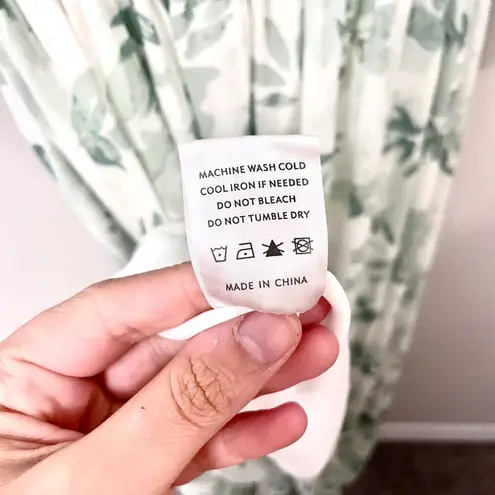 MACHINE WASH COLD
COOL IRON IF NEEDED
DO NOT BLEACH
DO NOT TUMBLE DRY
MADE IN CHINA